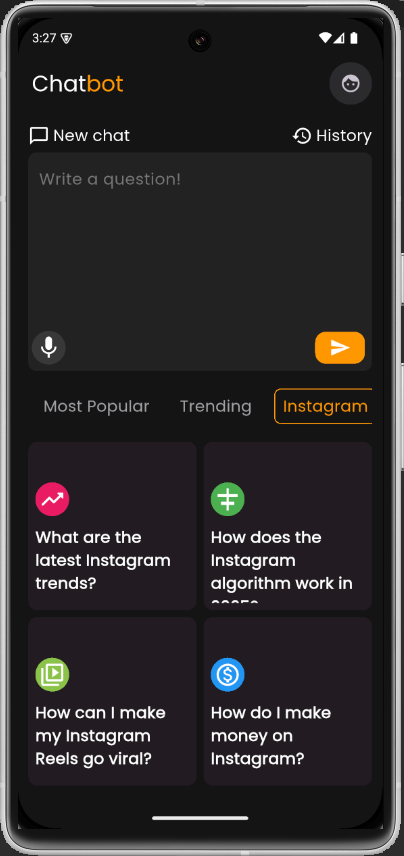 3:27
Chatbot
New chat
History
Write a question!
Most Popular
Trending
Instagram
What are the
latest Instagram
trends?
How does the
Instagram
algorithm work in
How can I make
my Instagram
Reels go viral?
How do I make
money on
Instagram?